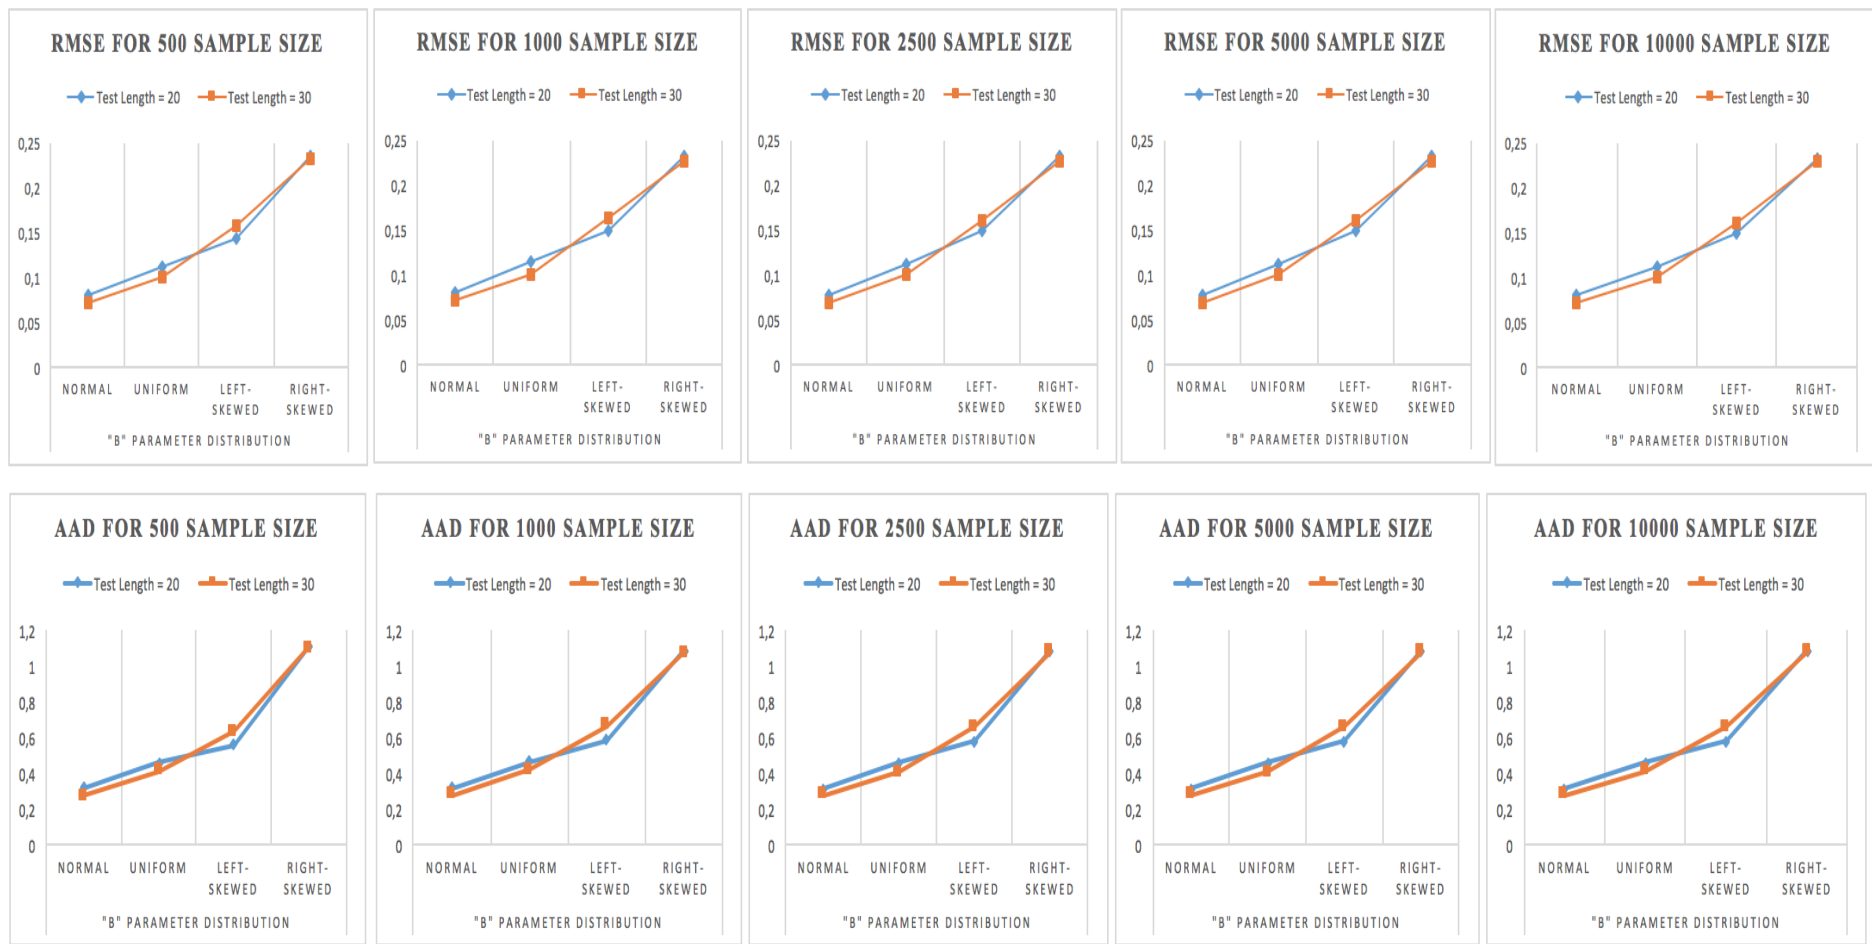 RMSE FOR 500 SAMPLE SIZE
Test Length = 20 Test Length = 30
0,25
0,2
0,15
0,1
0,05
0
NORMAL UNIFORM LEFT- RIGHT-
SKEWED SKEWED
"B" PARAMETER DISTRIBUTION
RMSE FOR 1000 SAMPLE SIZE
Test Length = 20 Test Length = 30
0,25
0,2
0,15
0,1
0,05
0
NORMAL UNIFORM LEFT- RIGHT-
SKEWED SKEWED
"B" PARAMETER DISTRIBUTION
RMSE FOR 2500 SAMPLE SIZE
Test Length = 20 Test Length = 30
0,25
0,2
0,15
0,1
0,05
0
NORMAL UNIFORM LEFT- RIGHT-
SKEWED SKEWED
"B" PARAMETER DISTRIBUTION
RMSE FOR 5000 SAMPLE SIZE
Test Length = 20 Test Length = 30
0,25
0,2
0,15
0,1
0,05
0
NORMAL UNIFORM LEFT- RIGHT-
SKEWED SKEWED
"B" PARAMETER DISTRIBUTION
RMSE FOR 10000 SAMPLE SIZE
Test Length = 20 Test Length = 30
0,25
0,2
0,15
0,1
0,05
0
NORMAL UNIFORM LEFT- RIGHT-
SKEWED SKEWED
"B" PARAMETER DISTRIBUTION
AAD FOR 500 SAMPLE SIZE
Test Length = 20 Test Length = 30
1,2
1
0,8
0,6
0,4
0,2
0
NORMAL UNIFORM LEFT- RIGHT-
SKEWED SKEWED
"B" PARAMETER DISTRIBUTION
AAD FOR 1000 SAMPLE SIZE
Test Length = 20 Test Length = 30
1,2
1
0,8
0,6
0,4
0,2
0
NORMAL UNIFORM LEFT- RIGHT-
SKEWED SKEWED
"B" PARAMETER DISTRIBUTION
AAD FOR 2500 SAMPLE SIZE
Test Length = 20 Test Length = 30
1,2
1
0,8
0,6
0,4
0,2
0
NORMAL UNIFORM LEFT- RIGHT-
SKEWED SKEWED
"B" PARAMETER DISTRIBUTION
AAD FOR 5000 SAMPLE SIZE
Test Length = 20 Test Length = 30
1,2
1
0,8
0,6
0,4
0,2
0
NORMAL UNIFORM LEFT- RIGHT-
SKEWED SKEWED
"B" PARAMETER DISTRIBUTION
AAD FOR 10000 SAMPLE SIZE
Test Length = 20 Test Length = 30
1,2
1
0,8
0,6
0,4
0,2
0
NORMAL UNIFORM LEFT- RIGHT-
SKEWED SKEWED
"B" PARAMETER DISTRIBUTION